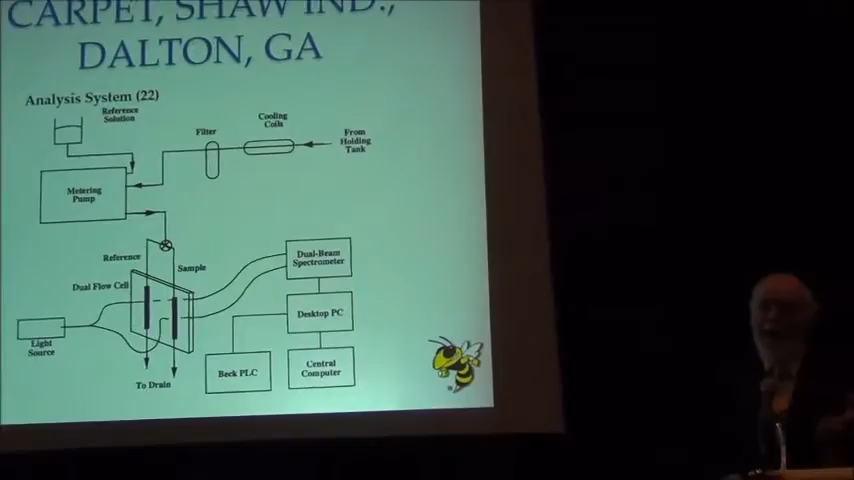 CARPET, SHAW IND.,
DALTON, GA
Analysis System (22)
Reference
Solution
Filter
Cooling
Coils
From
Holding
Tank
Metering
Pump
Reference
Sample
Dual Flow Cell
Dual-Beam
Spectrometer
Light
Source
Desktop PC
Beck PLC
Central
Computer
To Drain